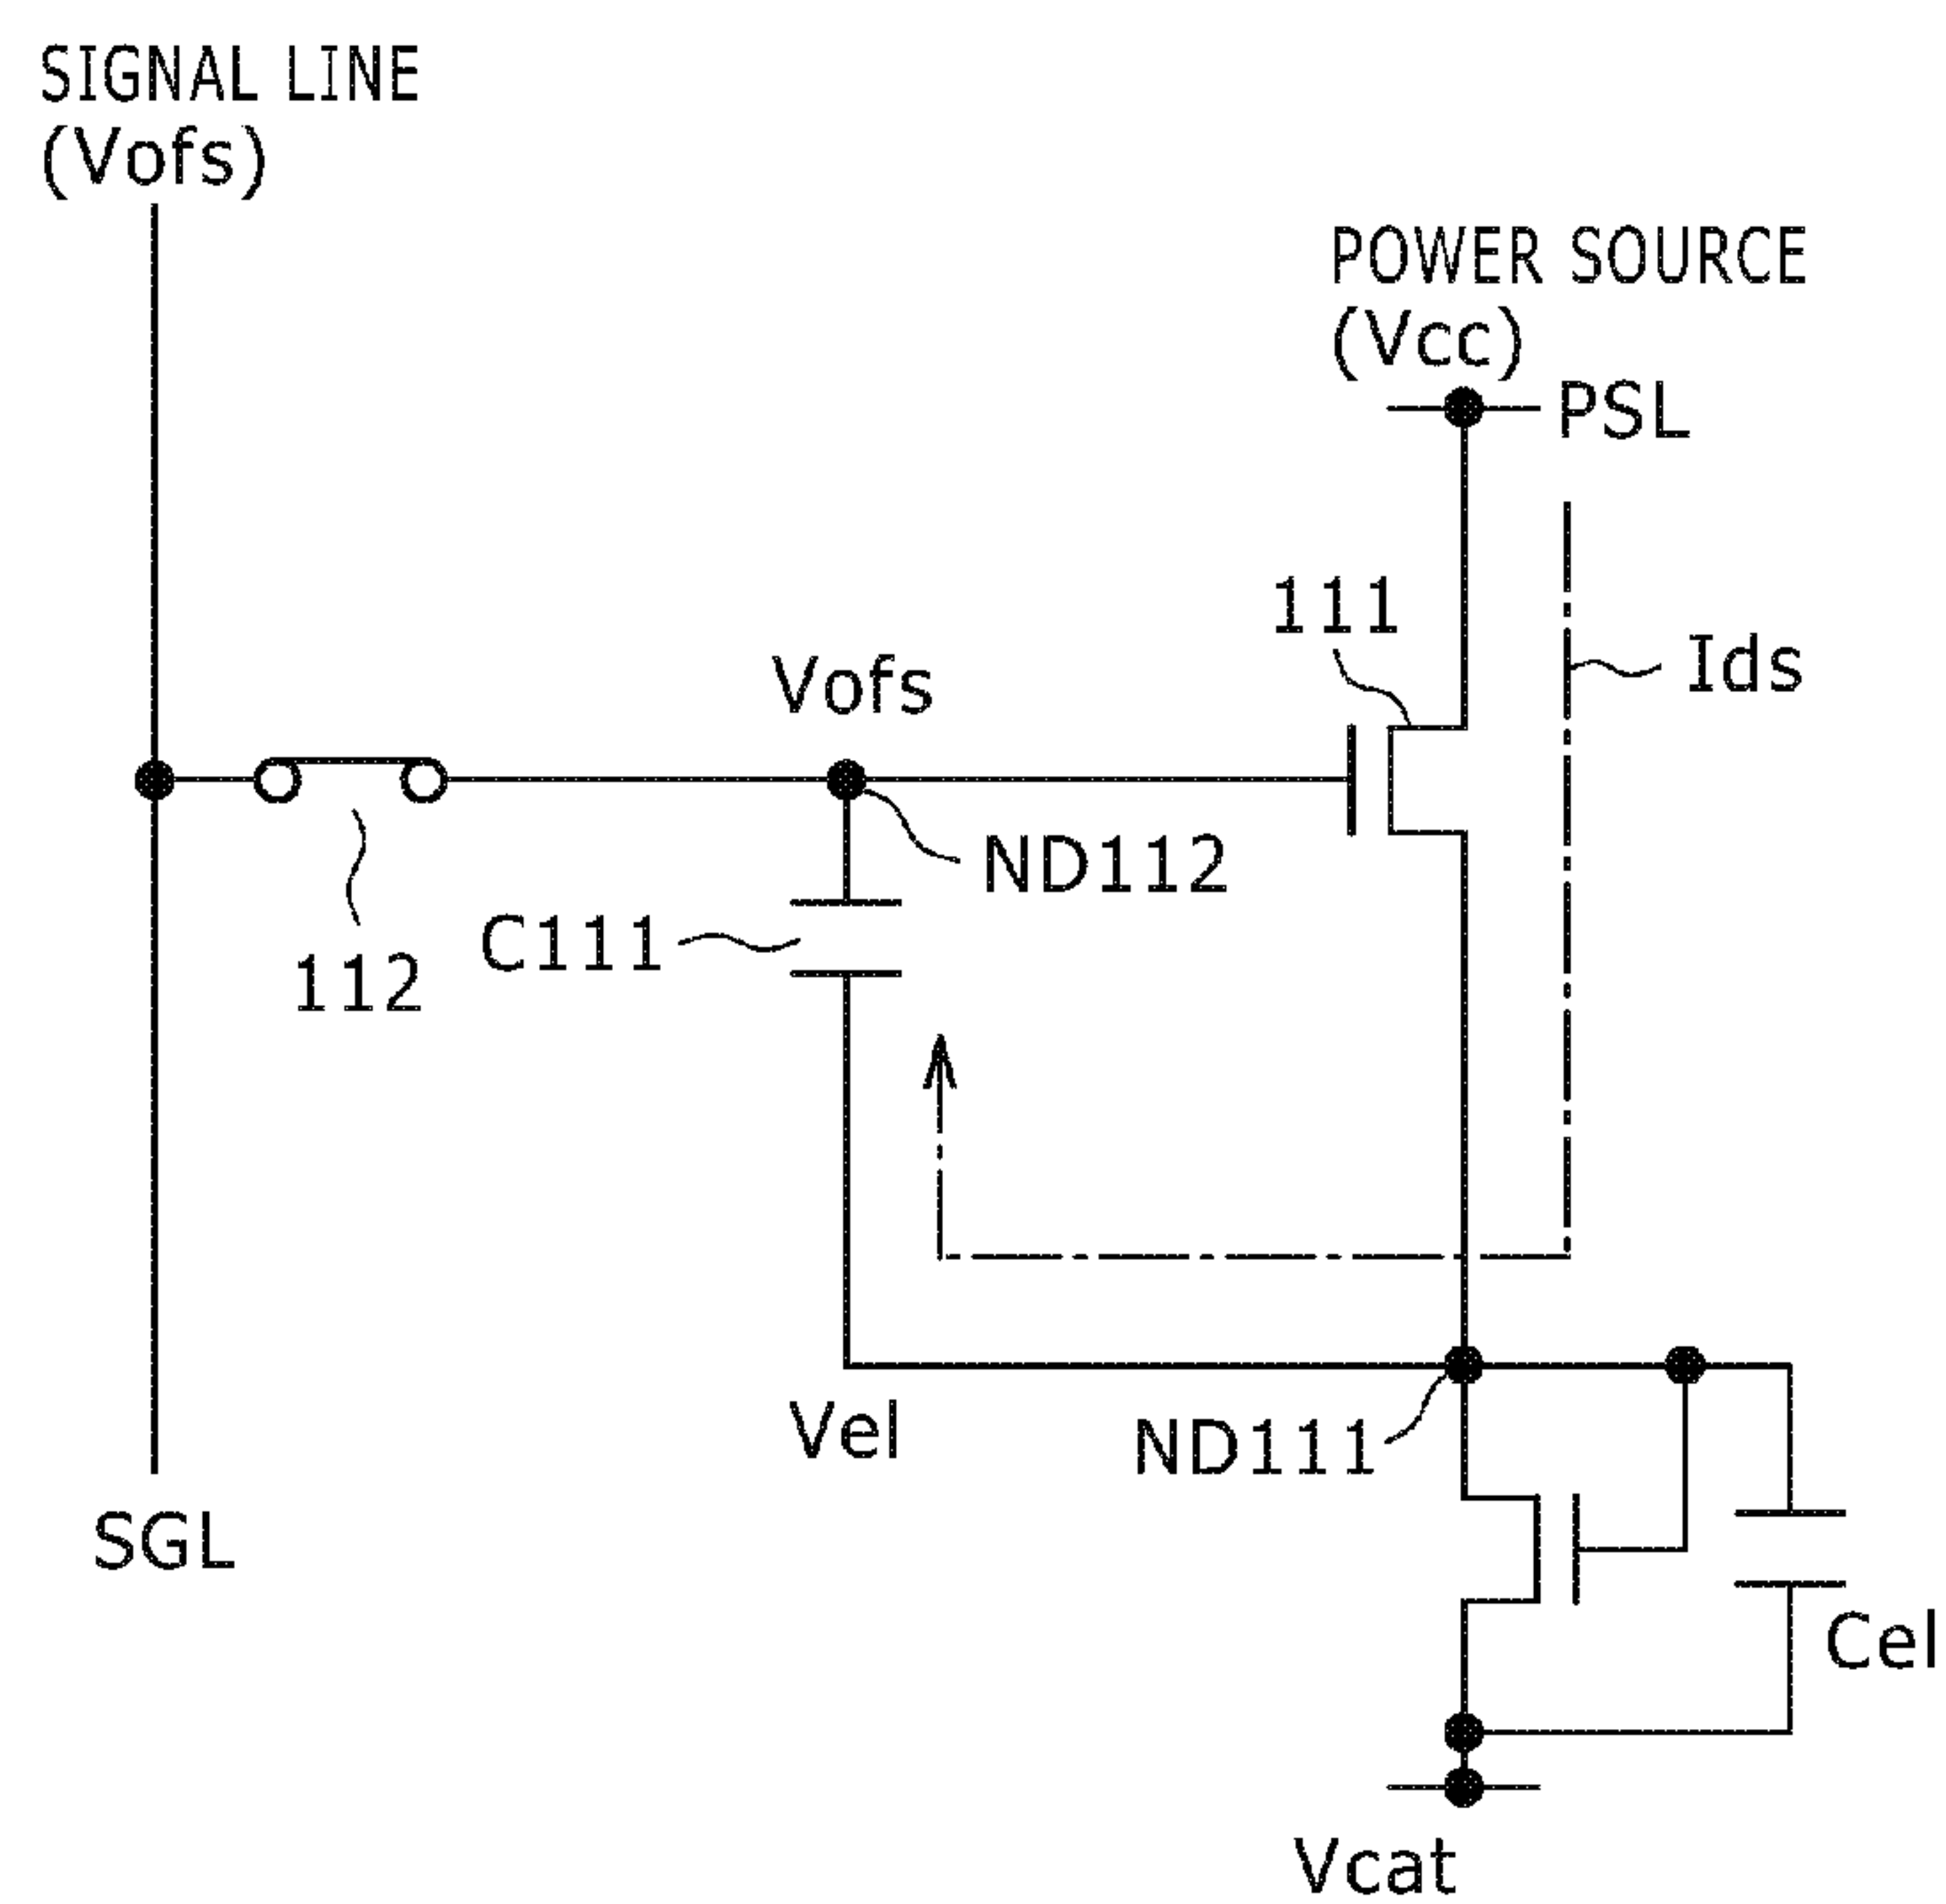 SIGNAL LINE
(Vofs)
POWER SOURCE
(Vcc)
PSL
111
Ids
Vofs
ND112
C111
112
Vel
ND111
SGL
Cel
Vcat